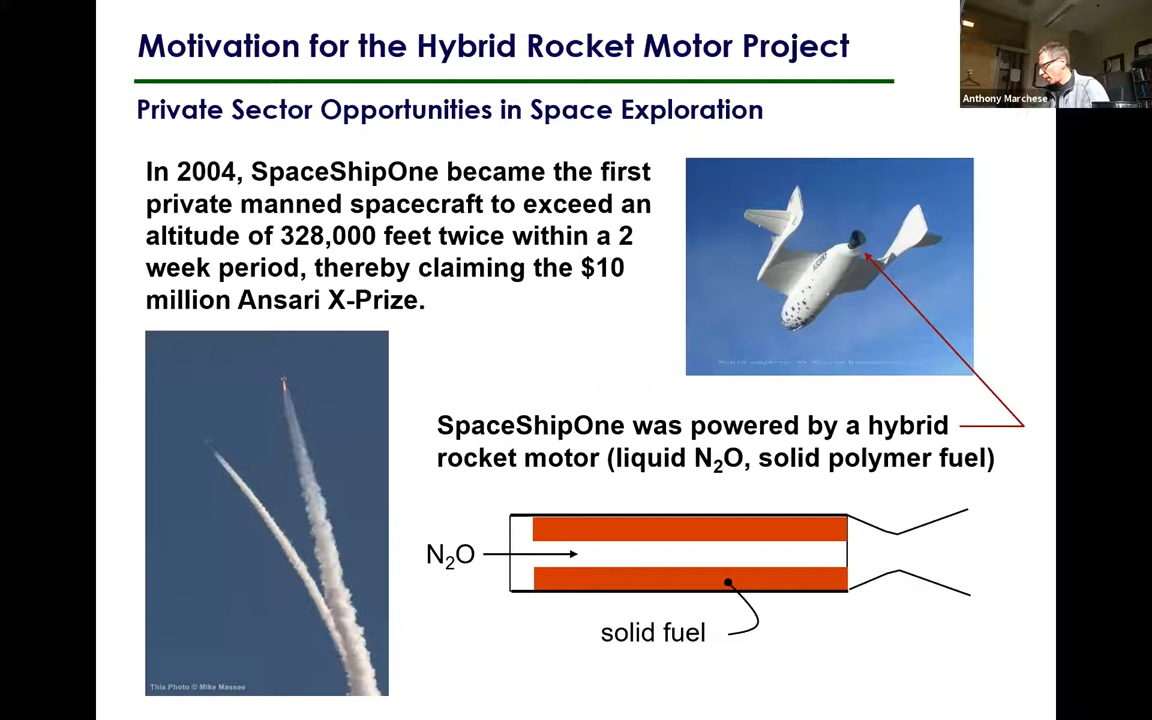 Motivation for the Hybrid Rocket Motor Project
Anthony Marchese
Private Sector Opportunities in Space Exploration
In 2004, SpaceShipOne became the first
private manned spacecraft to exceed an
altitude of 328,000 feet twice within a 2
week period, thereby claiming the $10
million Ansari X-Prize.
SpaceShipOne was powered by a hybrid
rocket motor (liquid N₂O, solid polymer fuel)
N₂O
solid fuel
This Photo © Mike Massee